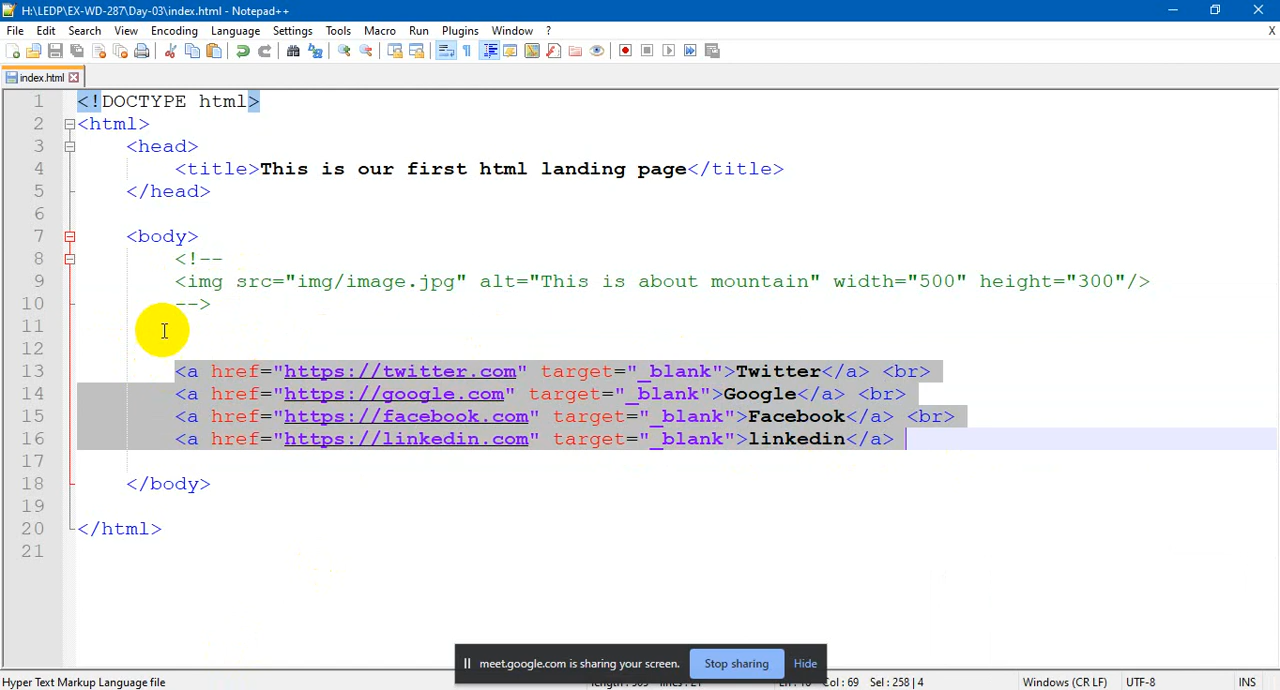 H:\LEDP\EX-WD-287\Day-03\index.html - Notepad++
File Edit Search View Encoding Language Settings Tools Macro Run Plugins Window ? X
index.html
1 <!DOCTYPE html>
2 <html>
3 <head>
4 <title>This is our first html landing page</title>
5 </head>
6
7 <body>
8 <!--
9 <img src="img/image.jpg" alt="This is about mountain" width="500" height="300"/>
10 -->
11
12
13 <a href="https://twitter.com" target="_blank">Twitter</a> <br>
14 <a href="https://google.com" target="_blank">Google</a> <br>
15 <a href="https://facebook.com" target="_blank">Facebook</a> <br>
16 <a href="https://linkedin.com" target="_blank">linkedin</a>
17
18 </body>
19
20 </html>
21
meet.google.com is sharing your screen. Stop sharing Hide
Hyper Text Markup Language file Col : 69 Sel : 258 | 4 Windows (CR LF) UTF-8 INS